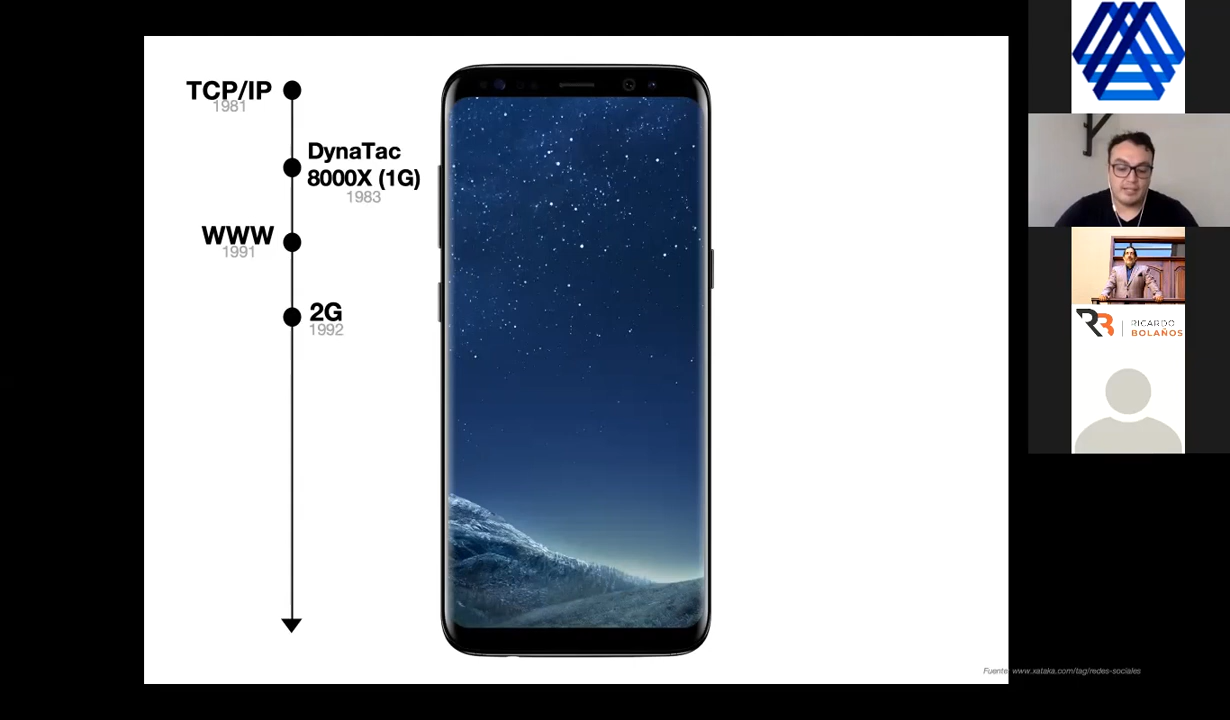 TCP/IP
1981
DynaTac
8000X (1G)
1983
WWW
1991
2G
1992
RICARDO
BOLAÑOS
Fuente: www.xataka.com/tag/redes-sociales